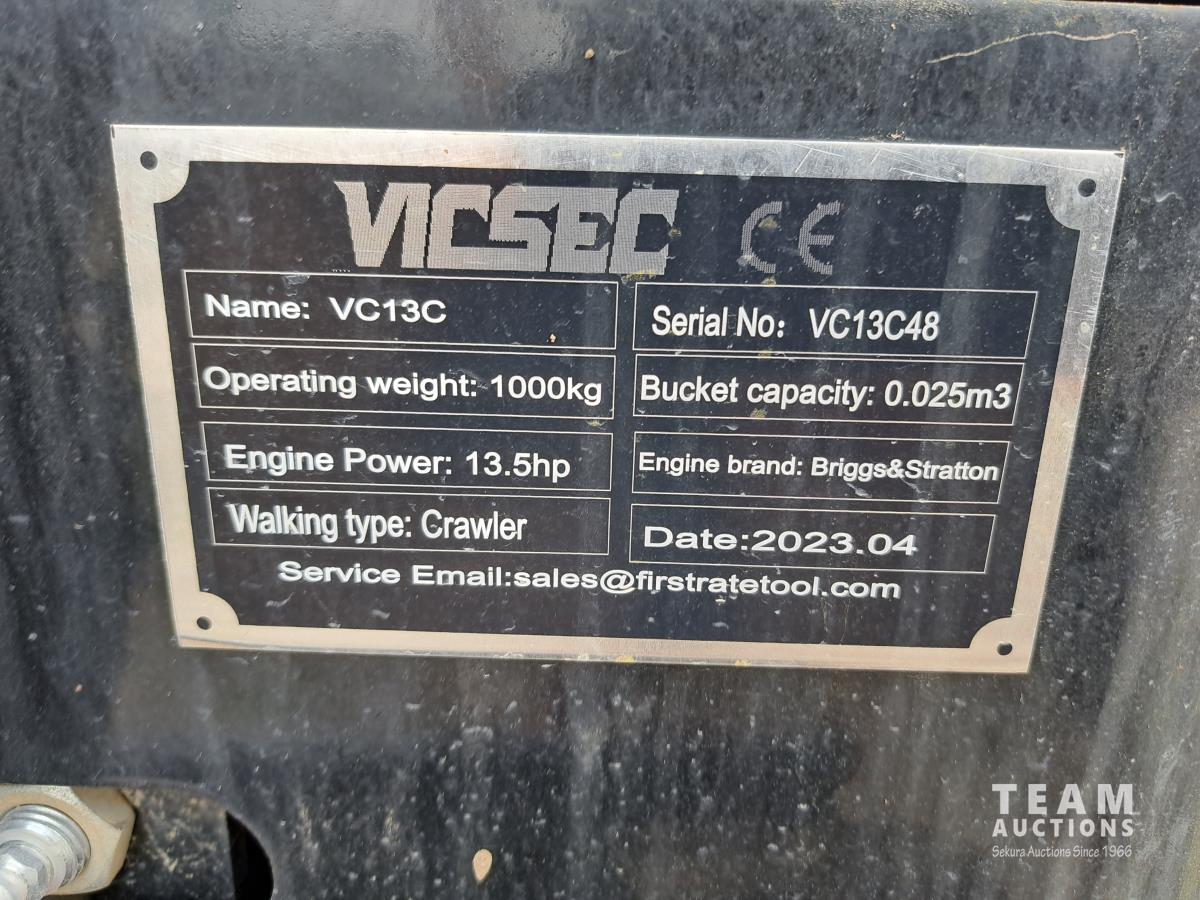 VICSEC CE
Name: VC13C
Serial No: VC13C48
Operating weight: 1000kg
Bucket capacity: 0.025m3
Engine Power: 13.5hp
Engine brand: Briggs&Stratton
Walking type: Crawler
Date:2023.04
Service Email:sales@firstratetool.com
TEAM
AUCTIONS
Sekura Auctions Since 1966